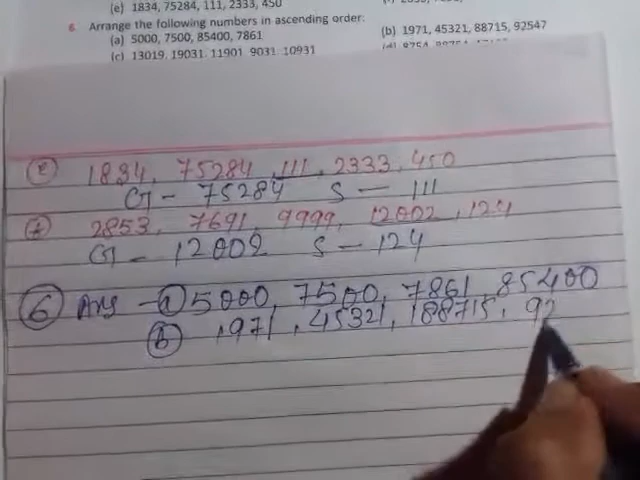 (e) 1834, 75284, 111, 2333, 450
6. Arrange the following numbers in ascending order:
(a) 5000, 7500, 85400, 7861
(b) 1971, 45321, 88715, 92547
(c) 13019, 19031, 11901, 9031, 10931
(e) 1834, 75284, 111, 2333, 450
G - 75284 S - 111
(f) 2853, 7691, 9999, 12002, 124
G - 12002 S - 124
(6) Ans - (a) 5000, 7500, 7861, 85400
(b) 1971, 45321, 188715, 92